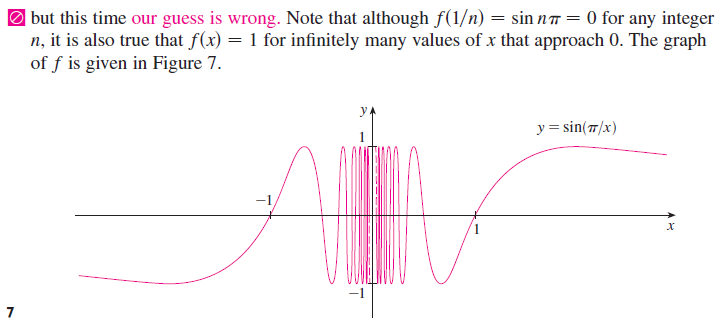 but this time our guess is wrong. Note that although f(1/n) = sin nπ = 0 for any integer
n, it is also true that f(x) = 1 for infinitely many values of x that approach 0. The graph
of f is given in Figure 7.
y
1
y = sin(π/x)
−1
1
x
−1
7